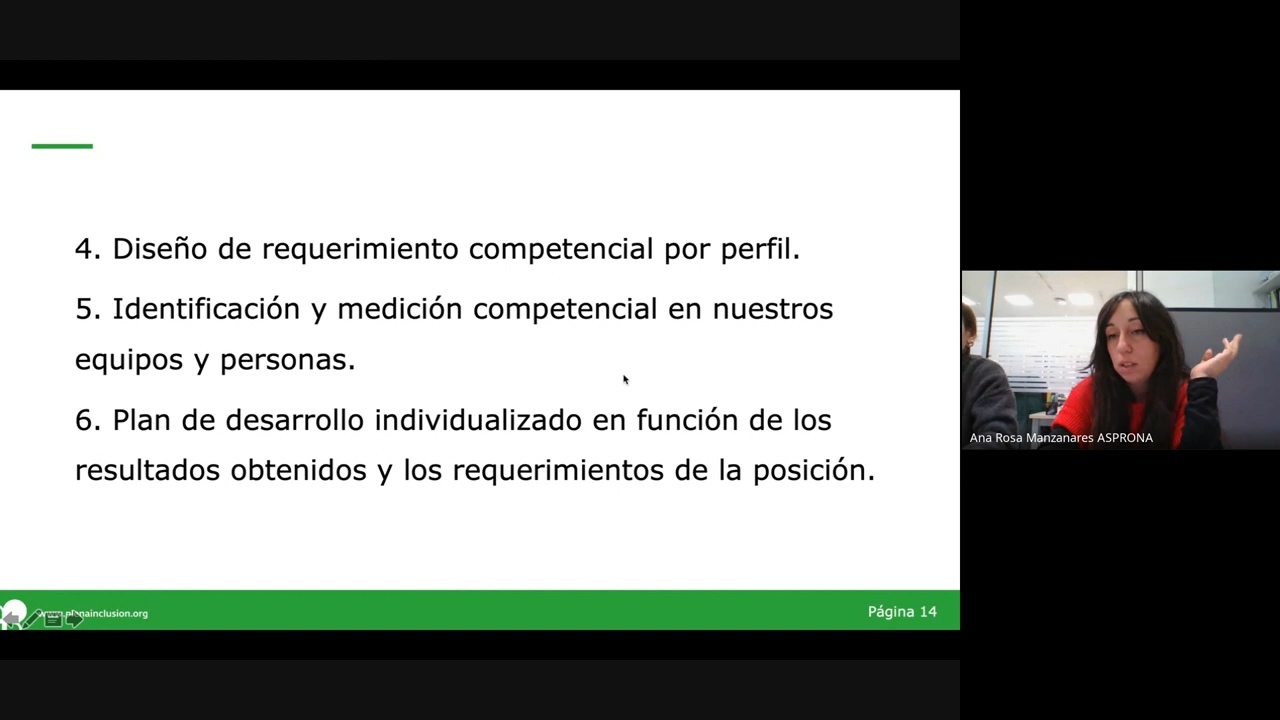 4. Diseño de requerimiento competencial por perfil.
5. Identificación y medición competencial en nuestros
equipos y personas.
6. Plan de desarrollo individualizado en función de los
resultados obtenidos y los requerimientos de la posición.
www.plenainclusion.org
Página 14
Ana Rosa Manzanares ASPRONA